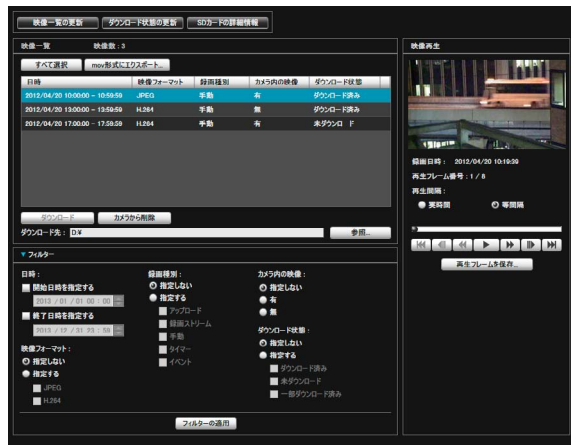 映像一覧の更新 ダウンロード状態の更新 SDカードの詳細情報
映像一覧 映像数:3
すべて選択 mov形式にエクスポート...
日時 映像フォーマット 録画種別 カメラ内の映像 ダウンロード状態
2012/04/20 10:00:00 - 10:59:59 JPEG 手動 有 ダウンロード済み
2012/04/20 13:00:00 - 13:59:59 H.264 手動 無 ダウンロード済み
2012/04/20 17:00:00 - 17:59:59 H.264 手動 有 未ダウンロード
ダウンロード カメラから削除
ダウンロード先: D:¥ 参照...
▼フィルター
日時:
開始日時を指定する
2013 / 01 / 01 00 : 00
終了日時を指定する
2013 / 12 / 31 23 : 59
映像フォーマット:
指定しない
指定する
JPEG
H.264
録画種別:
指定しない
指定する
アップロード
録画ストリーム
手動
タイマー
イベント
カメラ内の映像:
指定しない
有
無
ダウンロード状態:
指定しない
指定する
ダウンロード済み
未ダウンロード
一部ダウンロード済み
フィルターの適用
映像再生
録画日時: 2012/04/20 10:19:39
再生フレーム番号:1 / 8
再生間隔:
実時間 等間隔
再生フレームを保存...